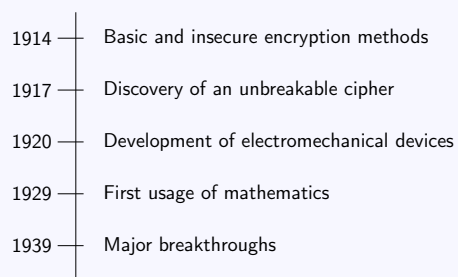 1914 Basic and insecure encryption methods
1917 Discovery of an unbreakable cipher
1920 Development of electromechanical devices
1929 First usage of mathematics
1939 Major breakthroughs